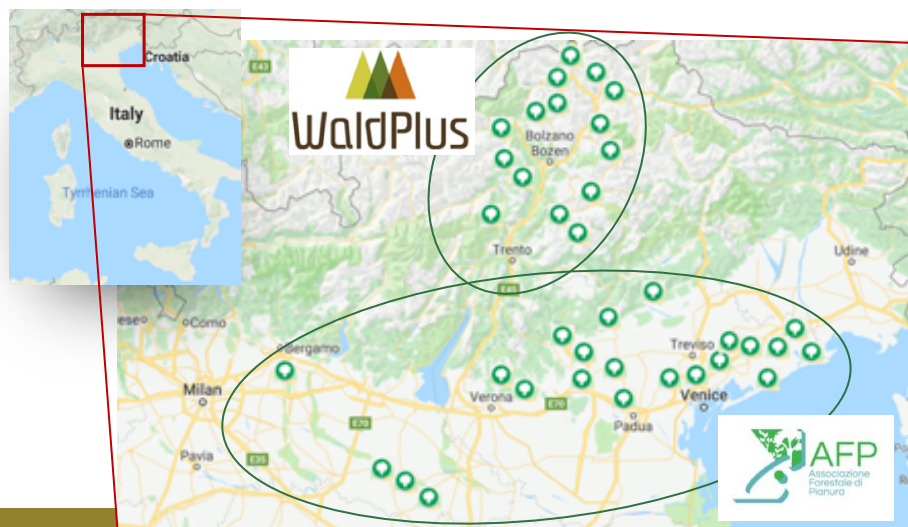 Croatia
Italy
Rome
Tyrrhenian Sea
E43
WaldPlus
Bolzano
Bozen
Trento
Udine
E45
Como
Bergamo
Milan
Treviso
Verona
E70
Venice
Padua
E70
Pavia
E35
AFP
Associazione
Forestale di
Pianura